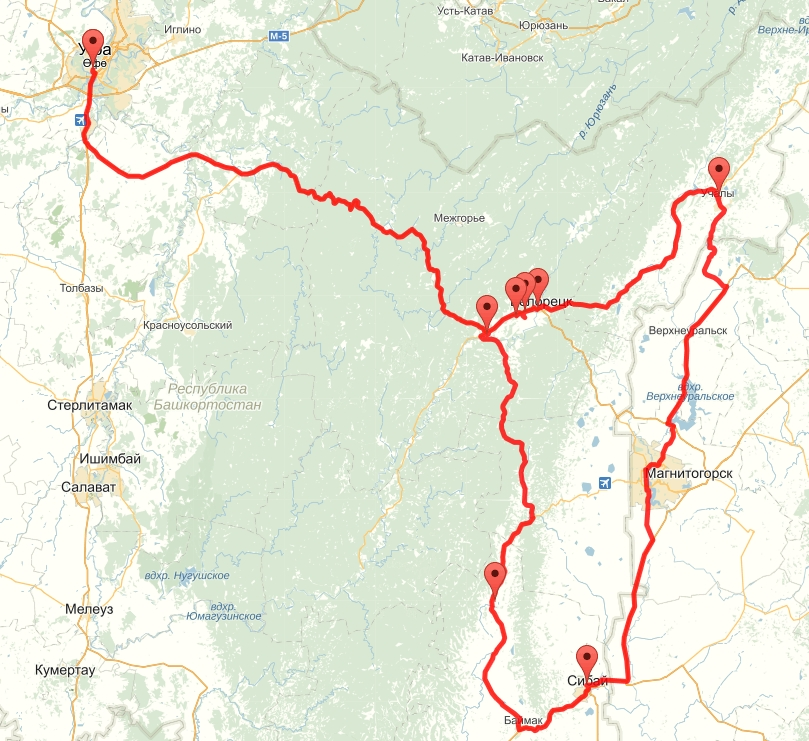 Усть-Катав
Бакал
Иглино
М-5
Юрюзань
Уфа
Өфө
Катав-Ивановск
р. Юрюзань
Учалы
Межгорье
Толбазы
Белорецк
Красноусольский
Верхнеуральск
Республика
Башкортостан
вдхр.
Верхнеуральское
Стерлитамак
Ишимбай
Магнитогорск
Салават
вдхр. Нугушское
вдхр.
Юмагузинское
Мелеуз
Кумертау
Сибай
Баймак